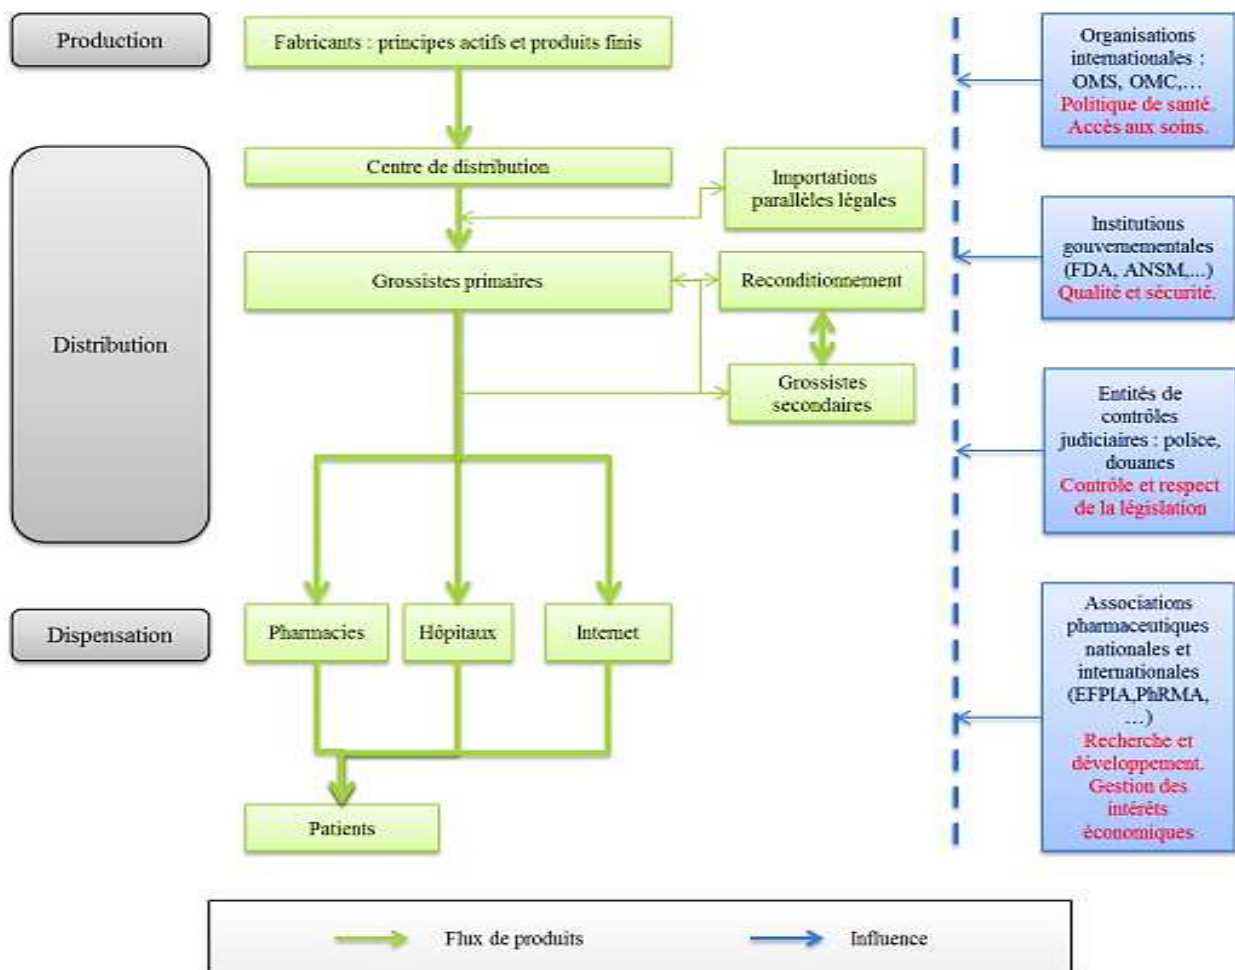 Production
Fabricants : principes actifs et produits finis
Organisations
internationales :
OMS, OMC,…
Politique de santé.
Accès aux soins.
Distribution
Centre de distribution
Importations
parallèles légales
Grossistes primaires
Reconditionnement
Grossistes
secondaires
Institutions
gouvernementales
(FDA, ANSM,...)
Qualité et sécurité.
Entités de
contrôles
judiciaires : police,
douanes
Contrôle et respect
de la législation
Dispensation
Pharmacies
Hôpitaux
Internet
Patients
Associations
pharmaceutiques
nationales et
internationales
(EFPIA,PhRMA,
…)
Recherche et
développement.
Gestion des
intérêts
économiques
Flux de produits
Influence